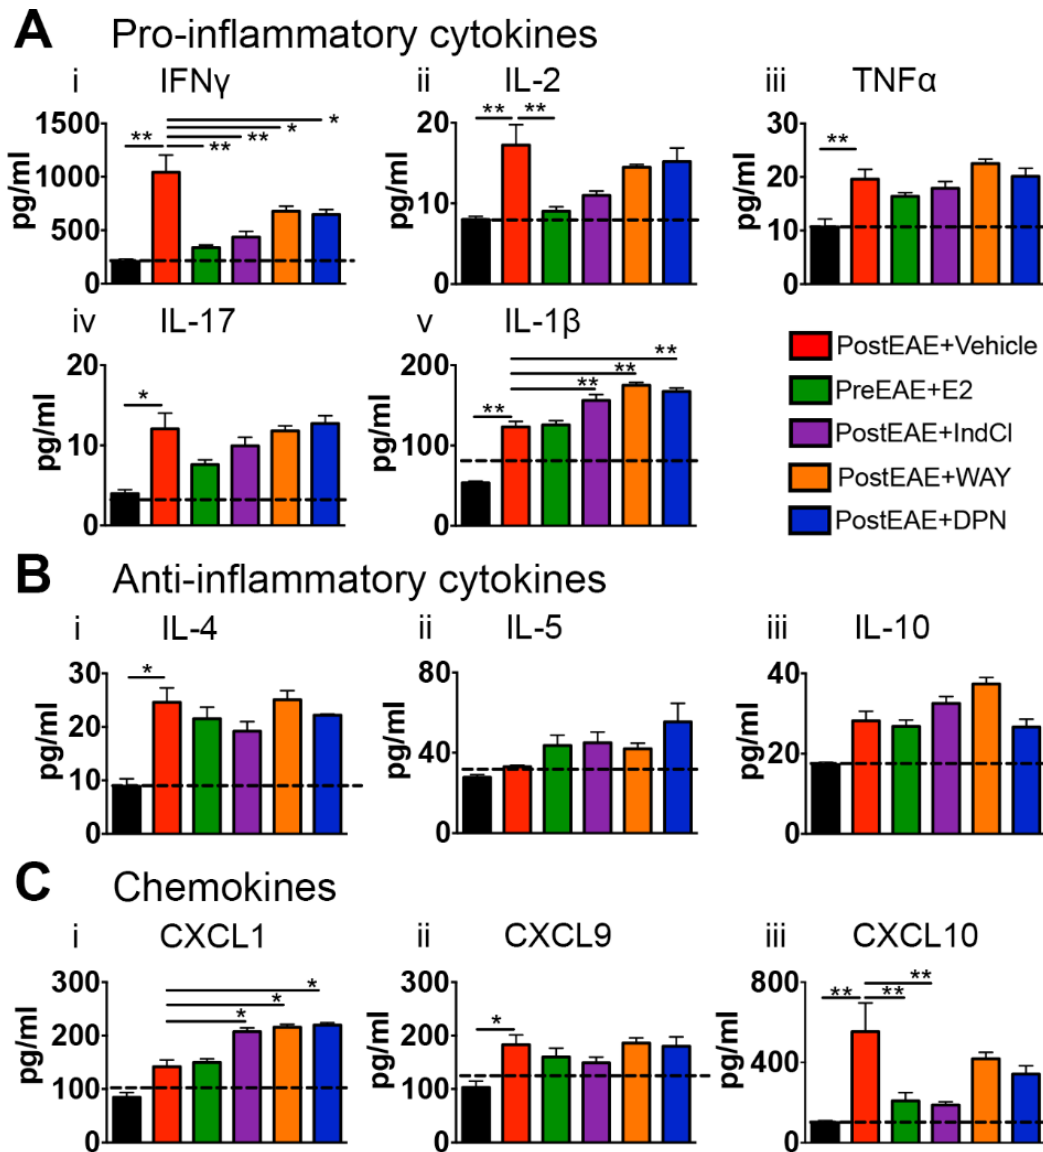 A Pro-inflammatory cytokines
i IFNγ
ii IL-2
iii TNFα
pg/ml
1500
1000
500
0
** ** ** * *
pg/ml
20
10
0
** **
pg/ml
30
20
10
0
**
iv IL-17
v IL-1β
pg/ml
20
10
0
*
pg/ml
200
100
0
** ** ** **
PostEAE+Vehicle
PreEAE+E2
PostEAE+IndCl
PostEAE+WAY
PostEAE+DPN
B Anti-inflammatory cytokines
i IL-4
ii IL-5
iii IL-10
pg/ml
30
20
10
0
*
pg/ml
80
40
0
pg/ml
40
20
0
C Chemokines
i CXCL1
ii CXCL9
iii CXCL10
pg/ml
300
200
100
0
* * *
pg/ml
300
200
100
0
*
pg/ml
800
400
0
** ** **